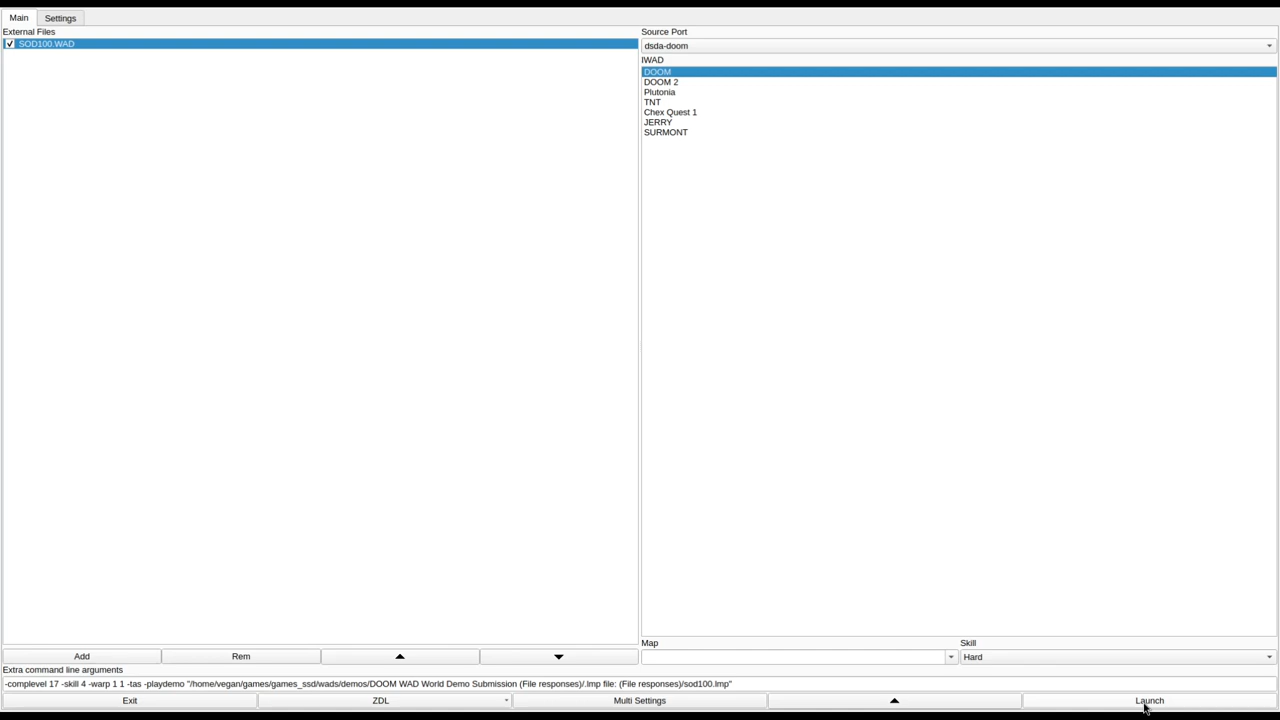 Main Settings
External Files
SOD100.WAD
Source Port
dsda-doom
IWAD
DOOM
DOOM 2
Plutonia
TNT
Chex Quest 1
JERRY
SURMONT
Map Skill
Hard
Add Rem
Extra command line arguments
-complevel 17 -skill 4 -warp 1 1 -tas -playdemo "/home/vegan/games/games_ssd/wads/demos/DOOM WAD World Demo Submission (File responses)/.lmp file: (File responses)/sod100.lmp"
Exit ZDL Multi Settings Launch